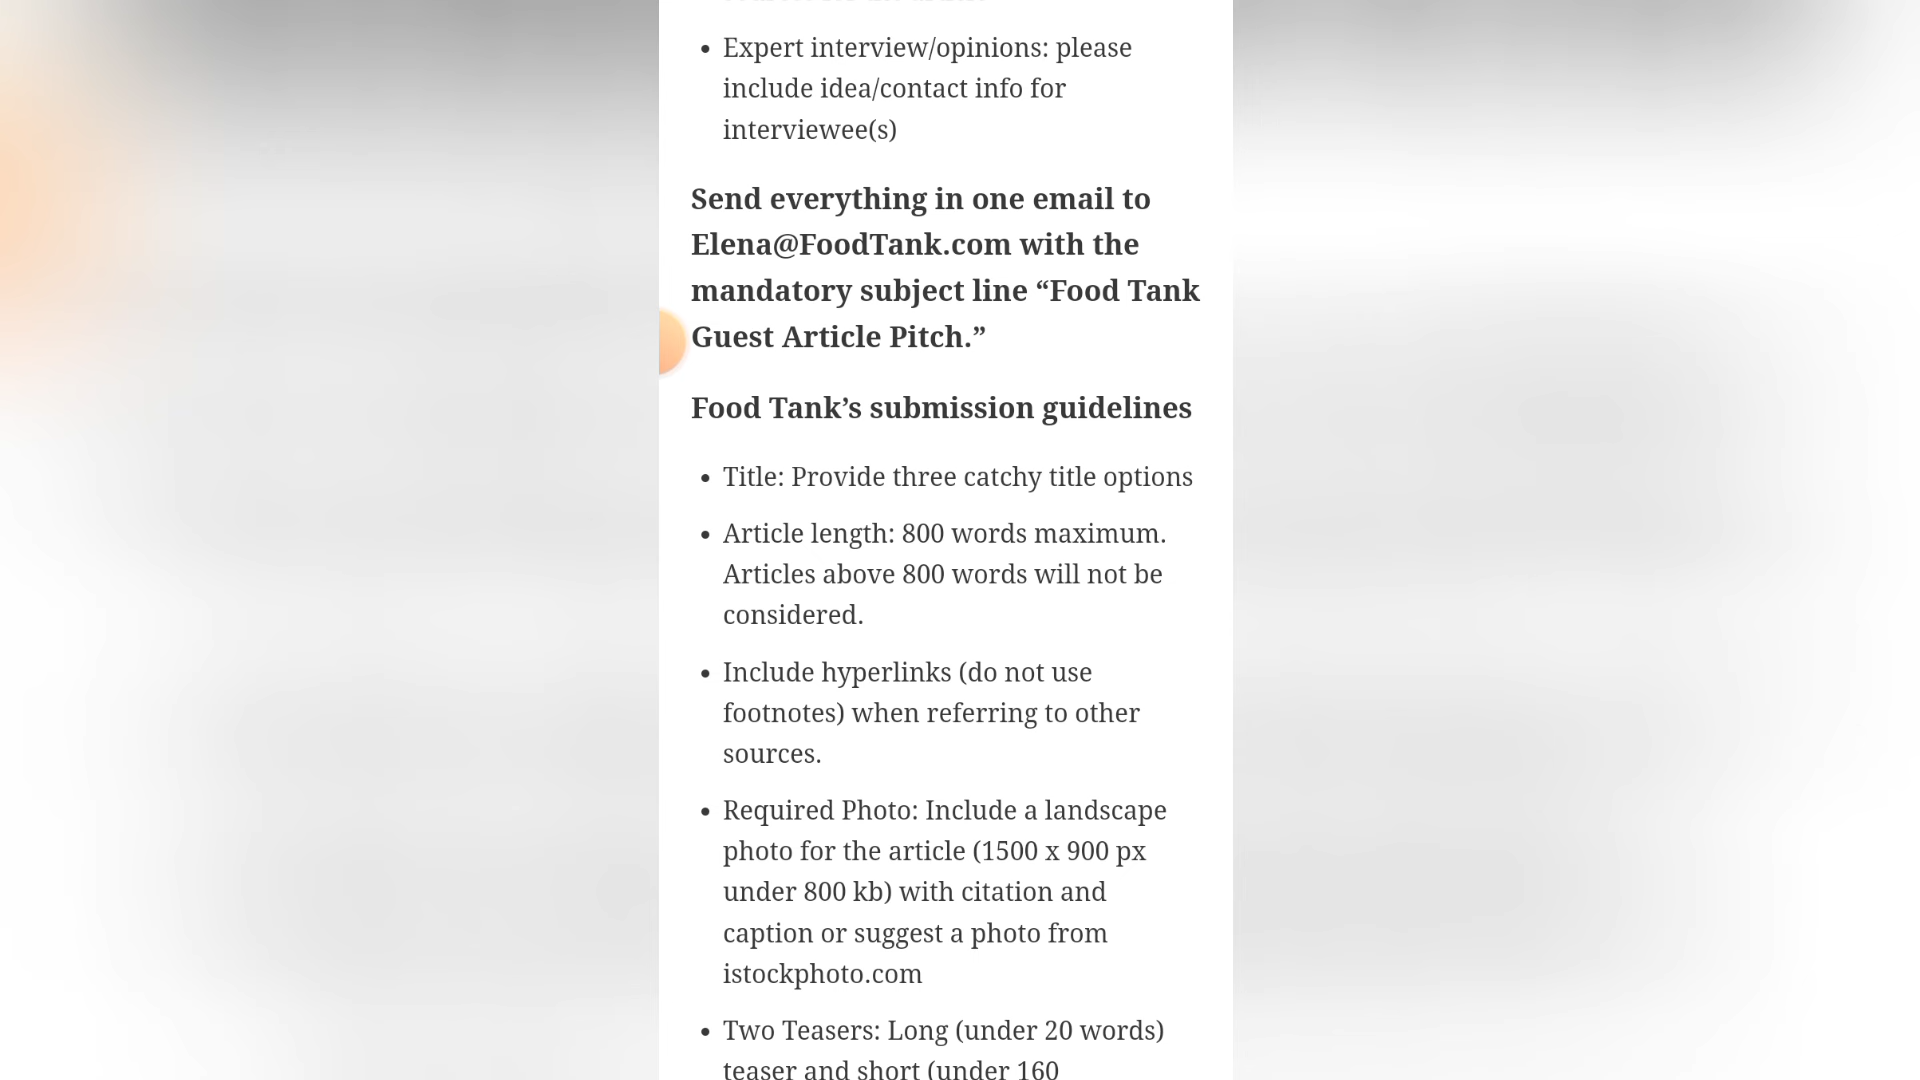 • Expert interview/opinions: please
include idea/contact info for
interviewee(s)
Send everything in one email to
Elena@FoodTank.com with the
mandatory subject line “Food Tank
Guest Article Pitch.”
Food Tank’s submission guidelines
• Title: Provide three catchy title options
• Article length: 800 words maximum.
Articles above 800 words will not be
considered.
• Include hyperlinks (do not use
footnotes) when referring to other
sources.
• Required Photo: Include a landscape
photo for the article (1500 x 900 px
under 800 kb) with citation and
caption or suggest a photo from
istockphoto.com
• Two Teasers: Long (under 20 words)
teaser and short (under 160